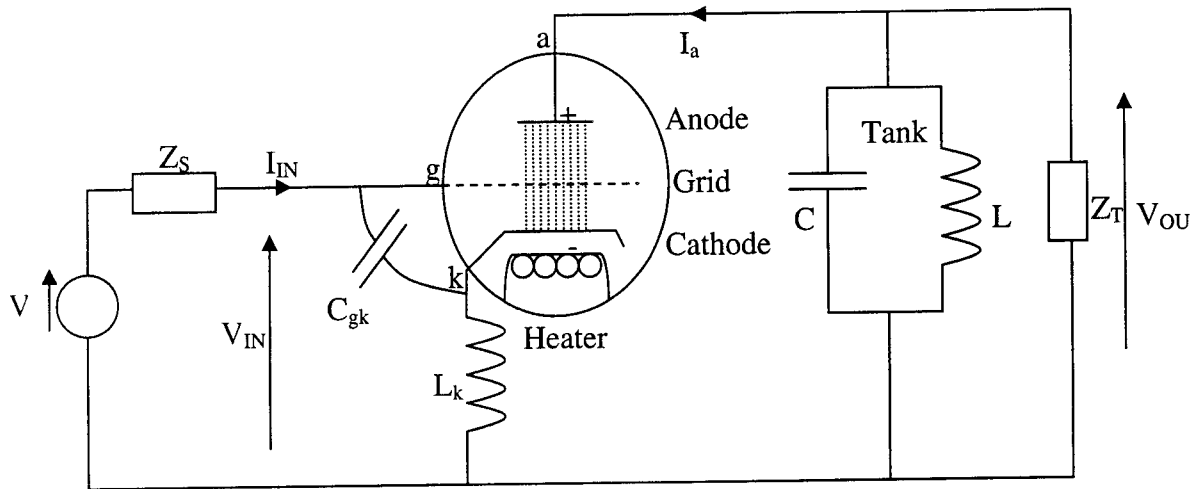 a
I_a
+
Anode
Tank
Z_S
I_IN
g
Grid
C
L
Z_T
V_OU
Cathode
-
k
V
V_IN
C_gk
Heater
L_k